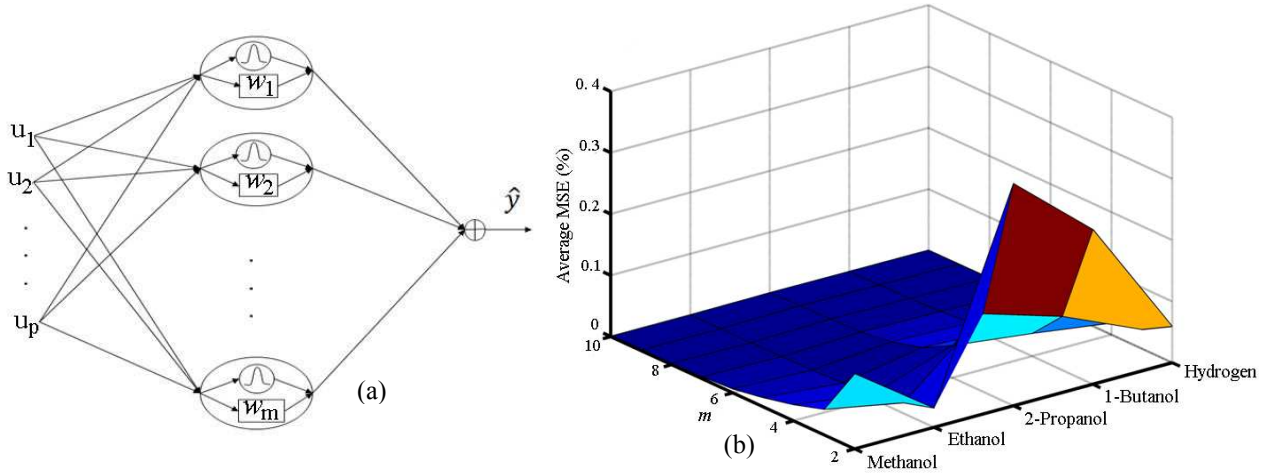 u1
u2
up
w1
w2
wm
ŷ
(a)
Average MSE (%)
0.4
0.3
0.2
0.1
0
10
8
6
4
2
m
Methanol
Ethanol
2-Propanol
1-Butanol
Hydrogen
(b)